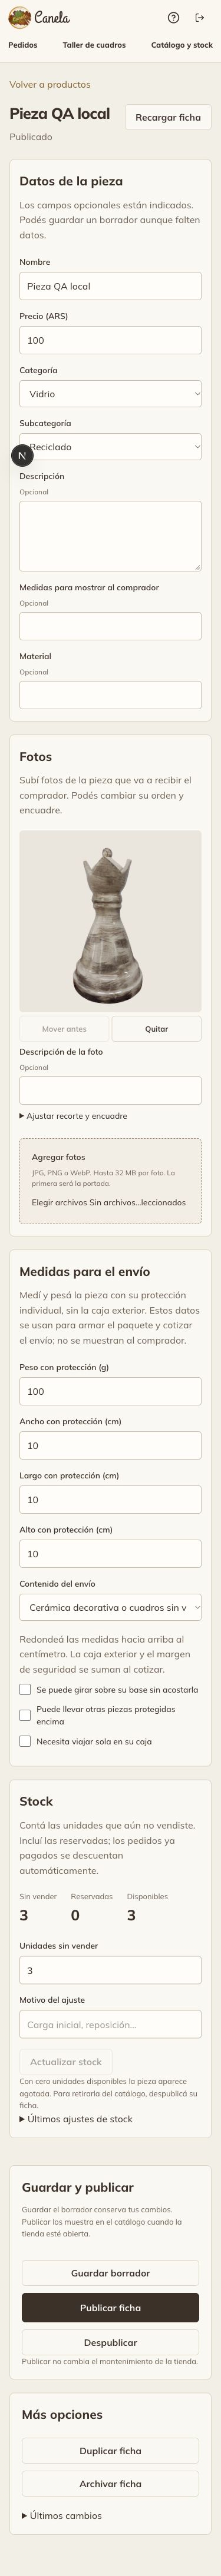 Canela
Pedidos
Taller de cuadros
Catálogo y stock
Volver a productos
Pieza QA local
Recargar ficha
Publicado
Datos de la pieza
Los campos opcionales están indicados.
Podés guardar un borrador aunque falten
datos.
Nombre
Pieza QA local
Precio (ARS)
100
Categoría
Vidrio
Subcategoría
N
Reciclado
Descripción
Opcional
Medidas para mostrar al comprador
Opcional
Material
Opcional
Fotos
Subí fotos de la pieza que va a recibir el
comprador. Podés cambiar su orden y
encuadre.
Mover antes
Quitar
Descripción de la foto
Opcional
Ajustar recorte y encuadre
Agregar fotos
JPG, PNG o WebP. Hasta 32 MB por foto. La
primera será la portada.
Elegir archivos Sin archivos...leccionados
Medidas para el envío
Medí y pesá la pieza con su protección
individual, sin la caja exterior. Estos datos
se usan para armar el paquete y cotizar
el envío; no se muestran al comprador.
Peso con protección (g)
100
Ancho con protección (cm)
10
Largo con protección (cm)
10
Alto con protección (cm)
10
Contenido del envío
Cerámica decorativa o cuadros sin v
Redondeá las medidas hacia arriba al
centímetro. La caja exterior y el margen
de seguridad se suman al cotizar.
Se puede girar sobre su base sin acostarla
Puede llevar otras piezas protegidas
encima
Necesita viajar sola en su caja
Stock
Contá las unidades que aún no vendiste.
Incluí las reservadas; los pedidos ya
pagados se descuentan
automáticamente.
Sin vender
Reservadas
Disponibles
3
0
3
Unidades sin vender
3
Motivo del ajuste
Carga inicial, reposición...
Actualizar stock
Con cero unidades disponibles la pieza aparece
agotada. Para retirarla del catálogo, despublicá su
ficha.
Últimos ajustes de stock
Guardar y publicar
Guardar el borrador conserva tus cambios.
Publicar los muestra en el catálogo cuando la
tienda esté abierta.
Guardar borrador
Publicar ficha
Despublicar
Publicar no cambia el mantenimiento de la tienda.
Más opciones
Duplicar ficha
Archivar ficha
Últimos cambios